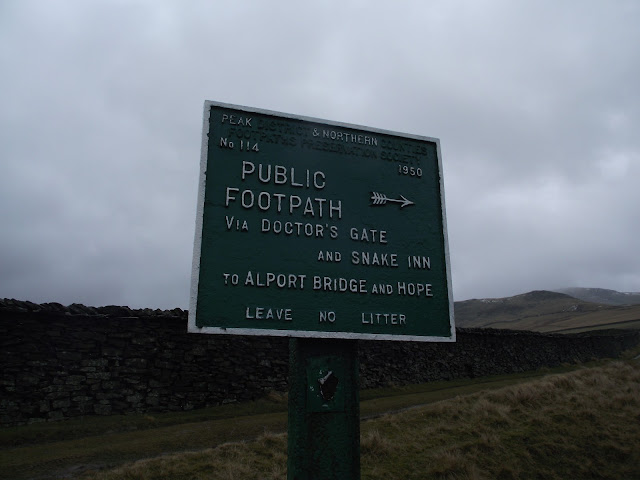 PEAK DISTRICT & NORTHERN COUNTIES
FOOTPATHS PRESERVATION SOCIETY
No 114 1950
PUBLIC
FOOTPATH
VIA DOCTOR'S GATE
AND SNAKE INN
TO ALPORT BRIDGE AND HOPE
LEAVE NO LITTER